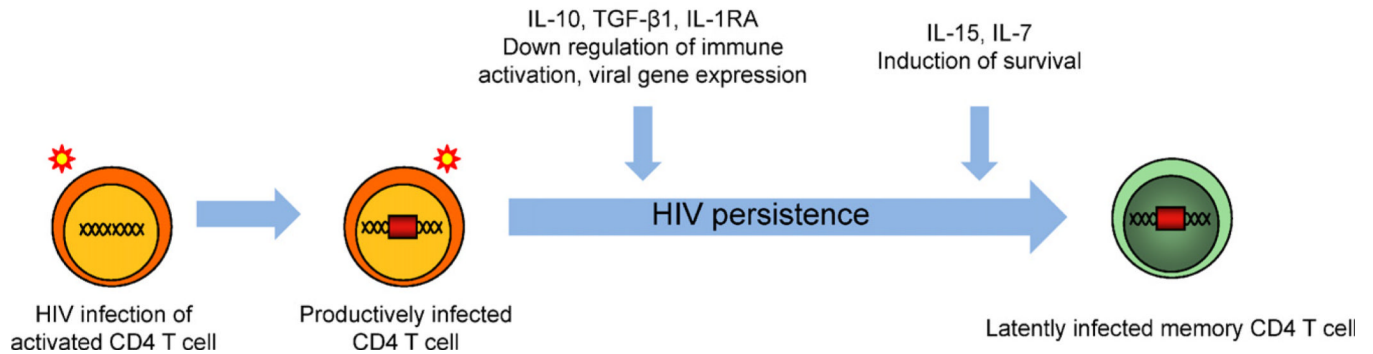 IL-10, TGF-β1, IL-1RA
Down regulation of immune
activation, viral gene expression
IL-15, IL-7
Induction of survival
HIV persistence
HIV infection of
activated CD4 T cell
Productively infected
CD4 T cell
Latently infected memory CD4 T cell